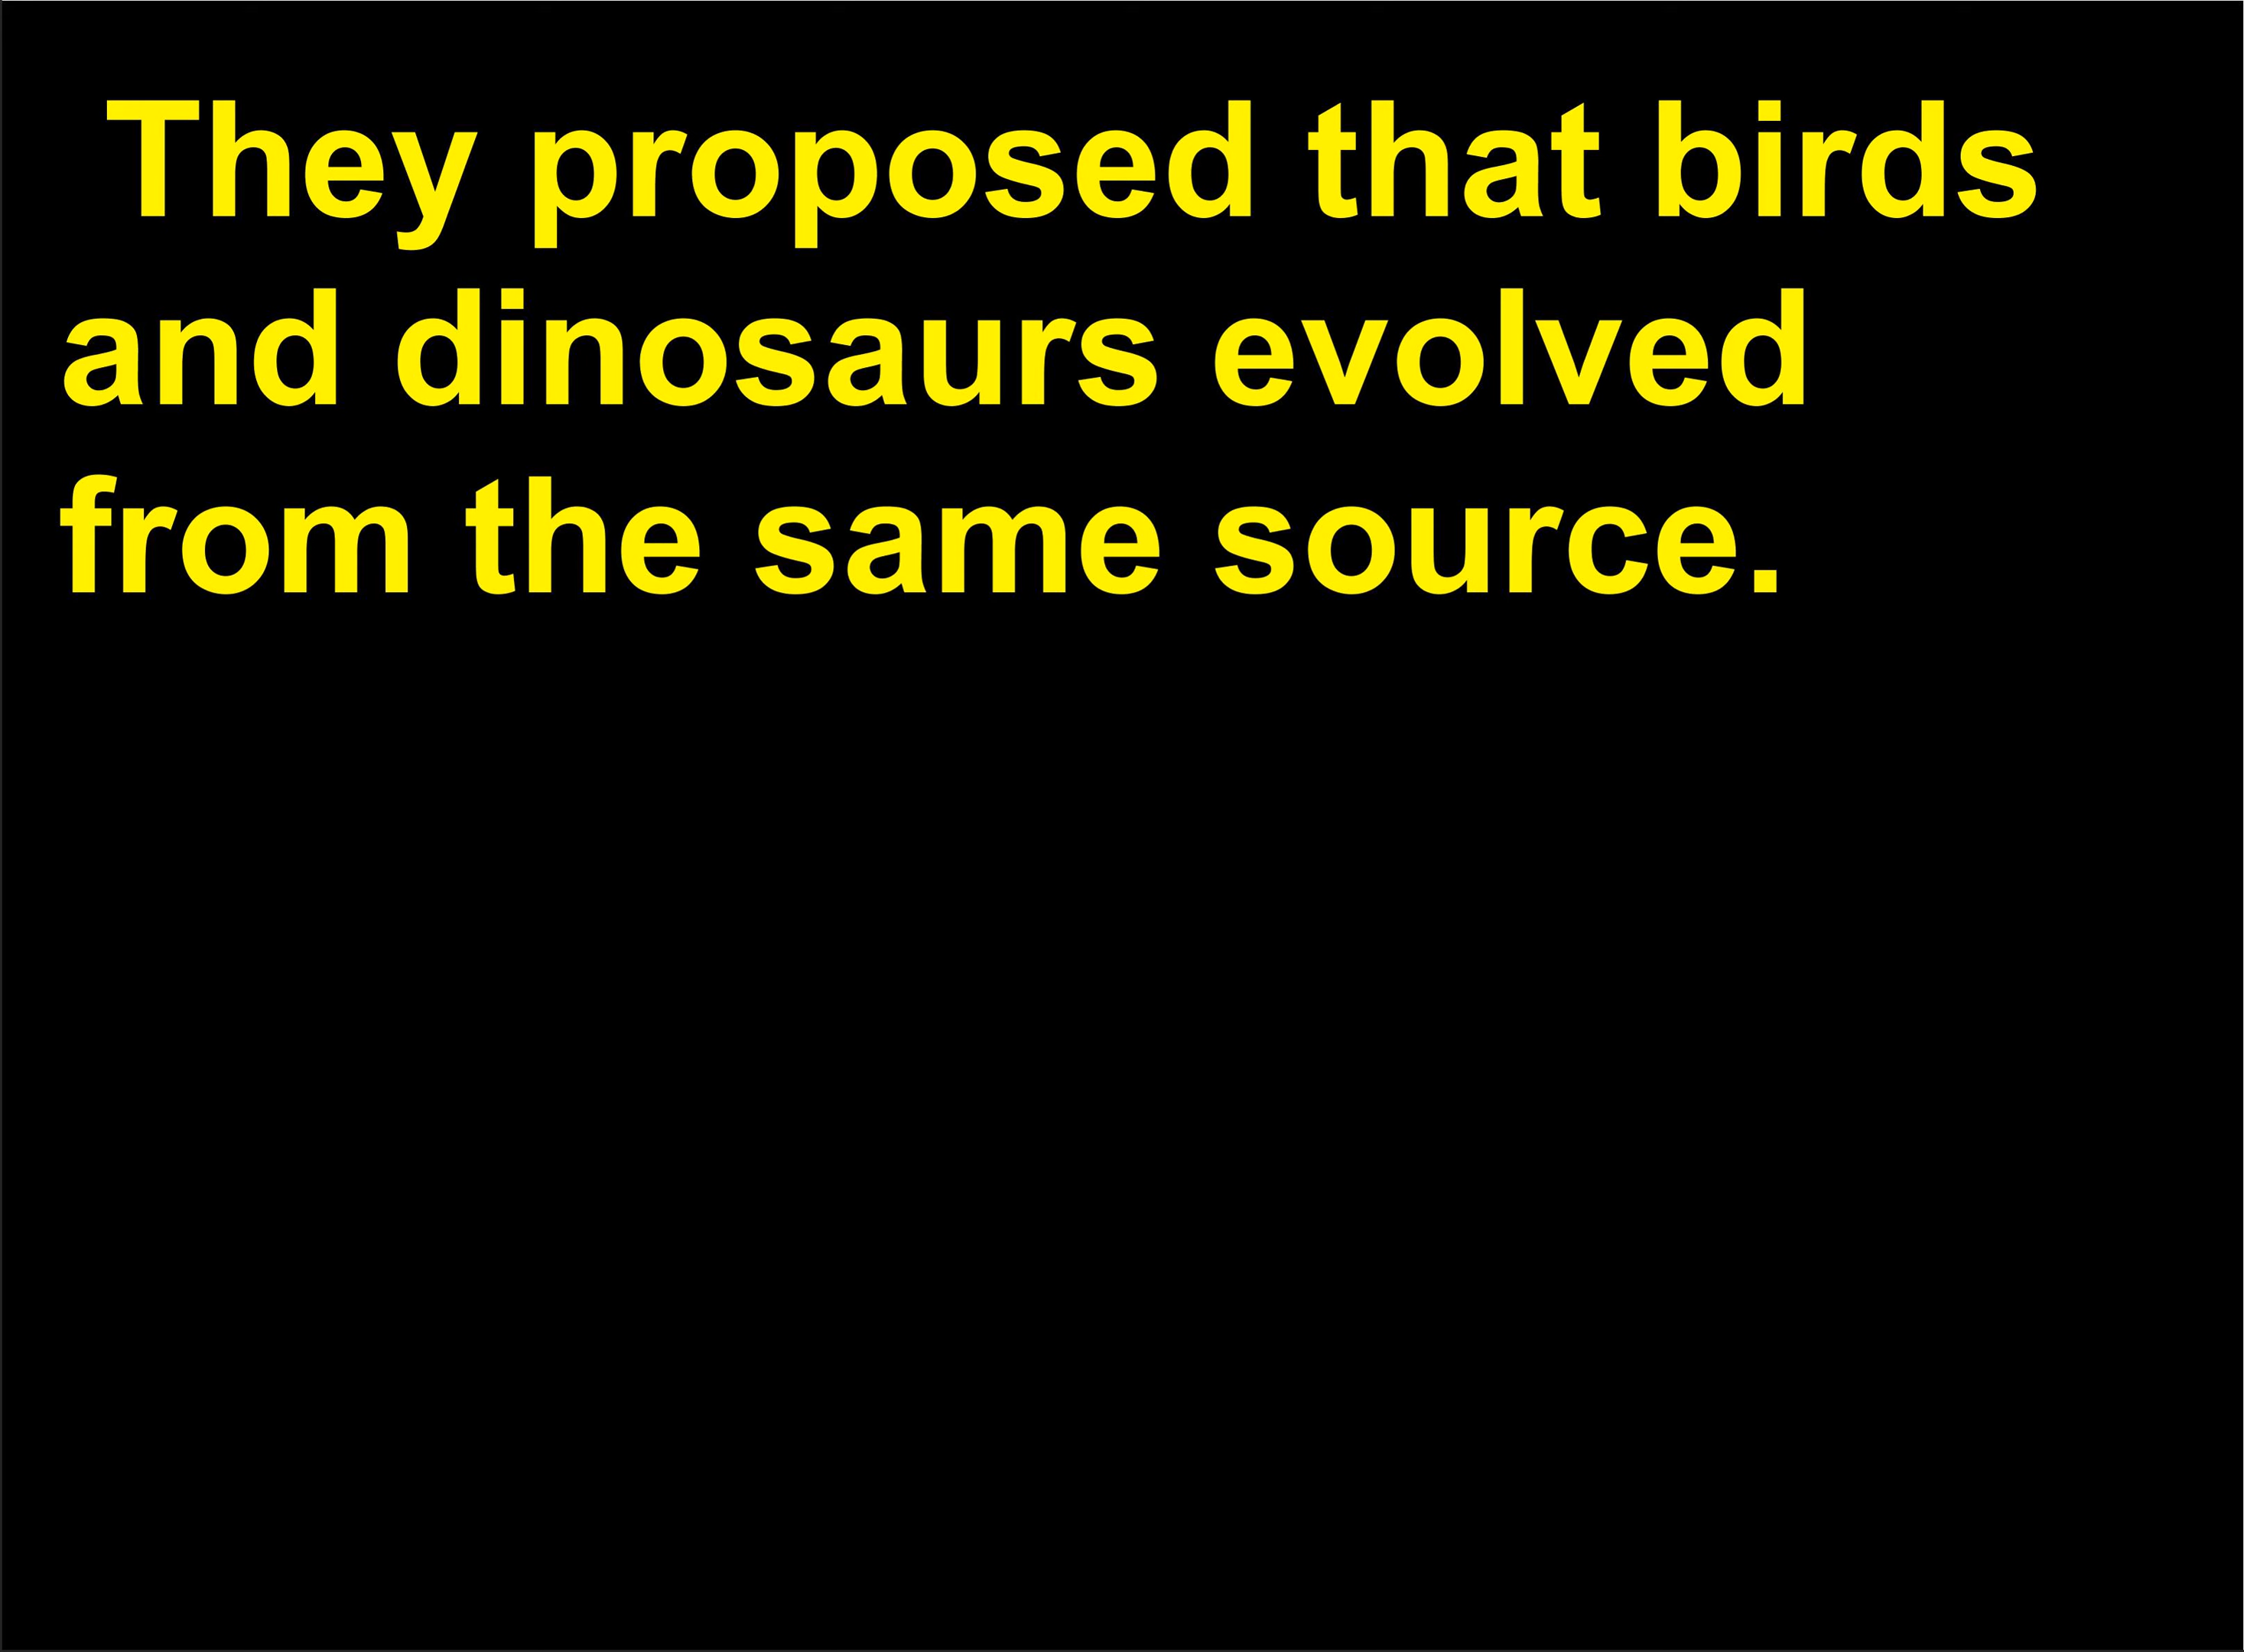 They proposed that birds
and dinosaurs evolved
from the same source.